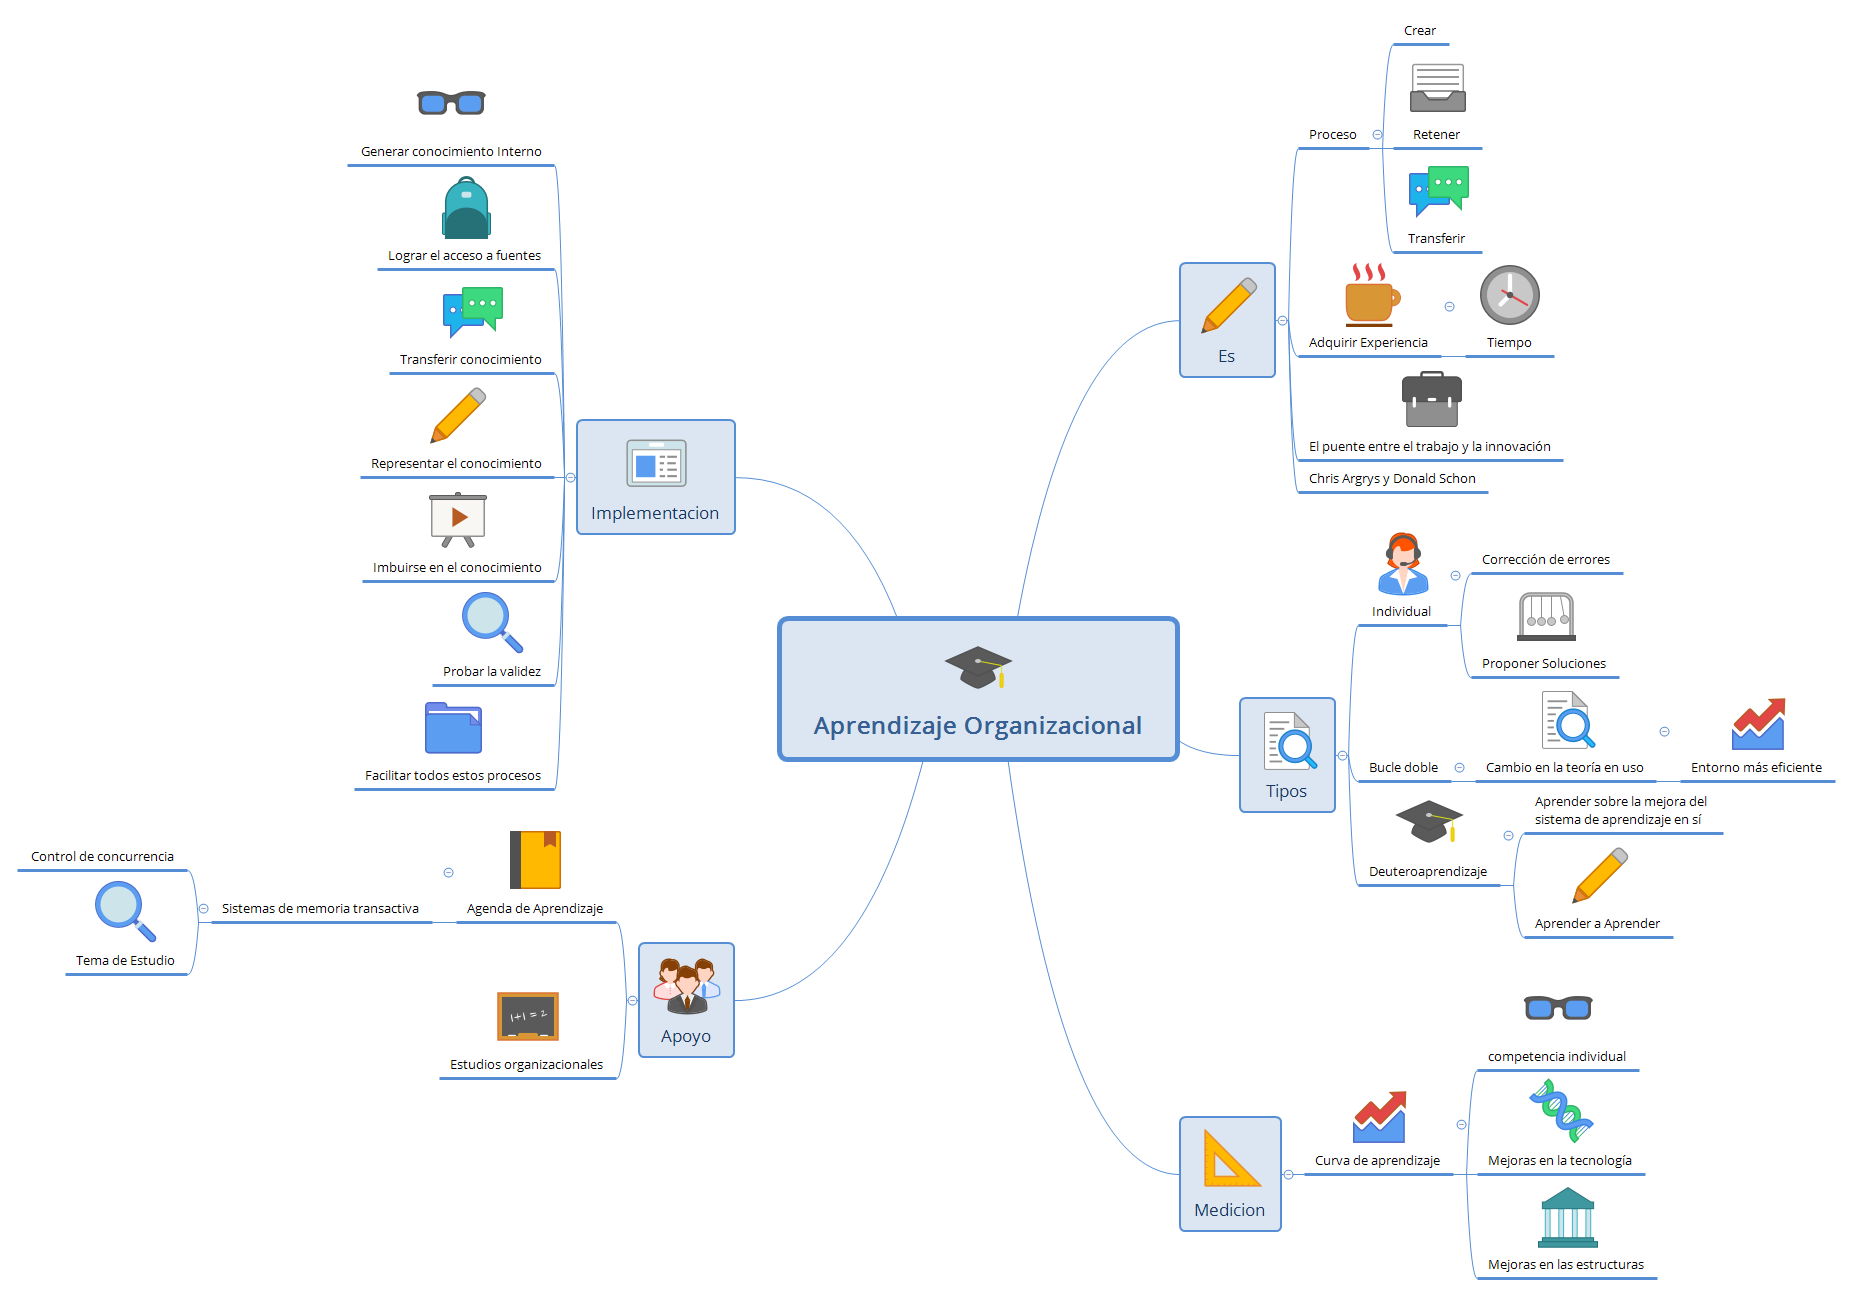 Aprendizaje Organizacional
Es
Proceso
Crear
Retener
Transferir
Adquirir Experiencia
Tiempo
El puente entre el trabajo y la innovación
Chris Argrys y Donald Schon
Tipos
Individual
Corrección de errores
Proponer Soluciones
Bucle doble
Cambio en la teoría en uso
Entorno más eficiente
Deuteroaprendizaje
Aprender sobre la mejora del
sistema de aprendizaje en sí
Aprender a Aprender
Medicion
Curva de aprendizaje
competencia individual
Mejoras en la tecnología
Mejoras en las estructuras
Implementacion
Generar conocimiento Interno
Lograr el acceso a fuentes
Transferir conocimiento
Representar el conocimiento
Imbuirse en el conocimiento
Probar la validez
Facilitar todos estos procesos
Apoyo
Agenda de Aprendizaje
Sistemas de memoria transactiva
Control de concurrencia
Tema de Estudio
1+1=2
Estudios organizacionales